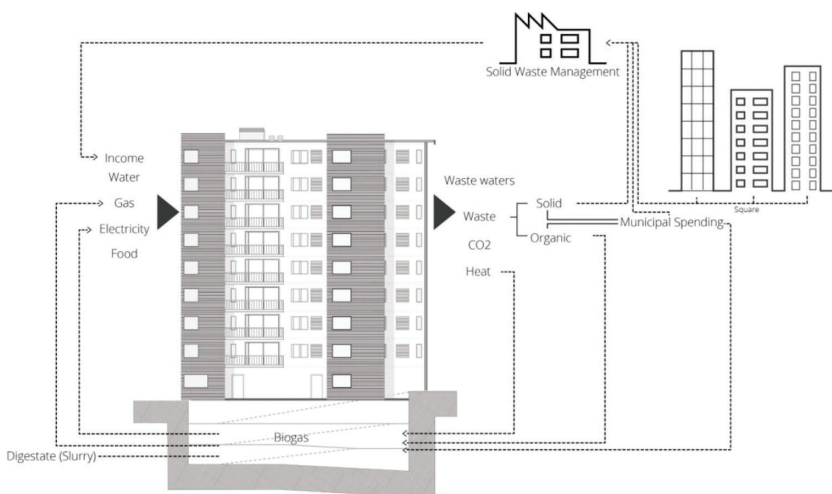 Solid Waste Management
Income
Water
Gas
Electricity
Food
Waste waters
Waste
CO2
Heat
Solid
Organic
Municipal Spending
Square
Biogas
Digestate (Slurry)